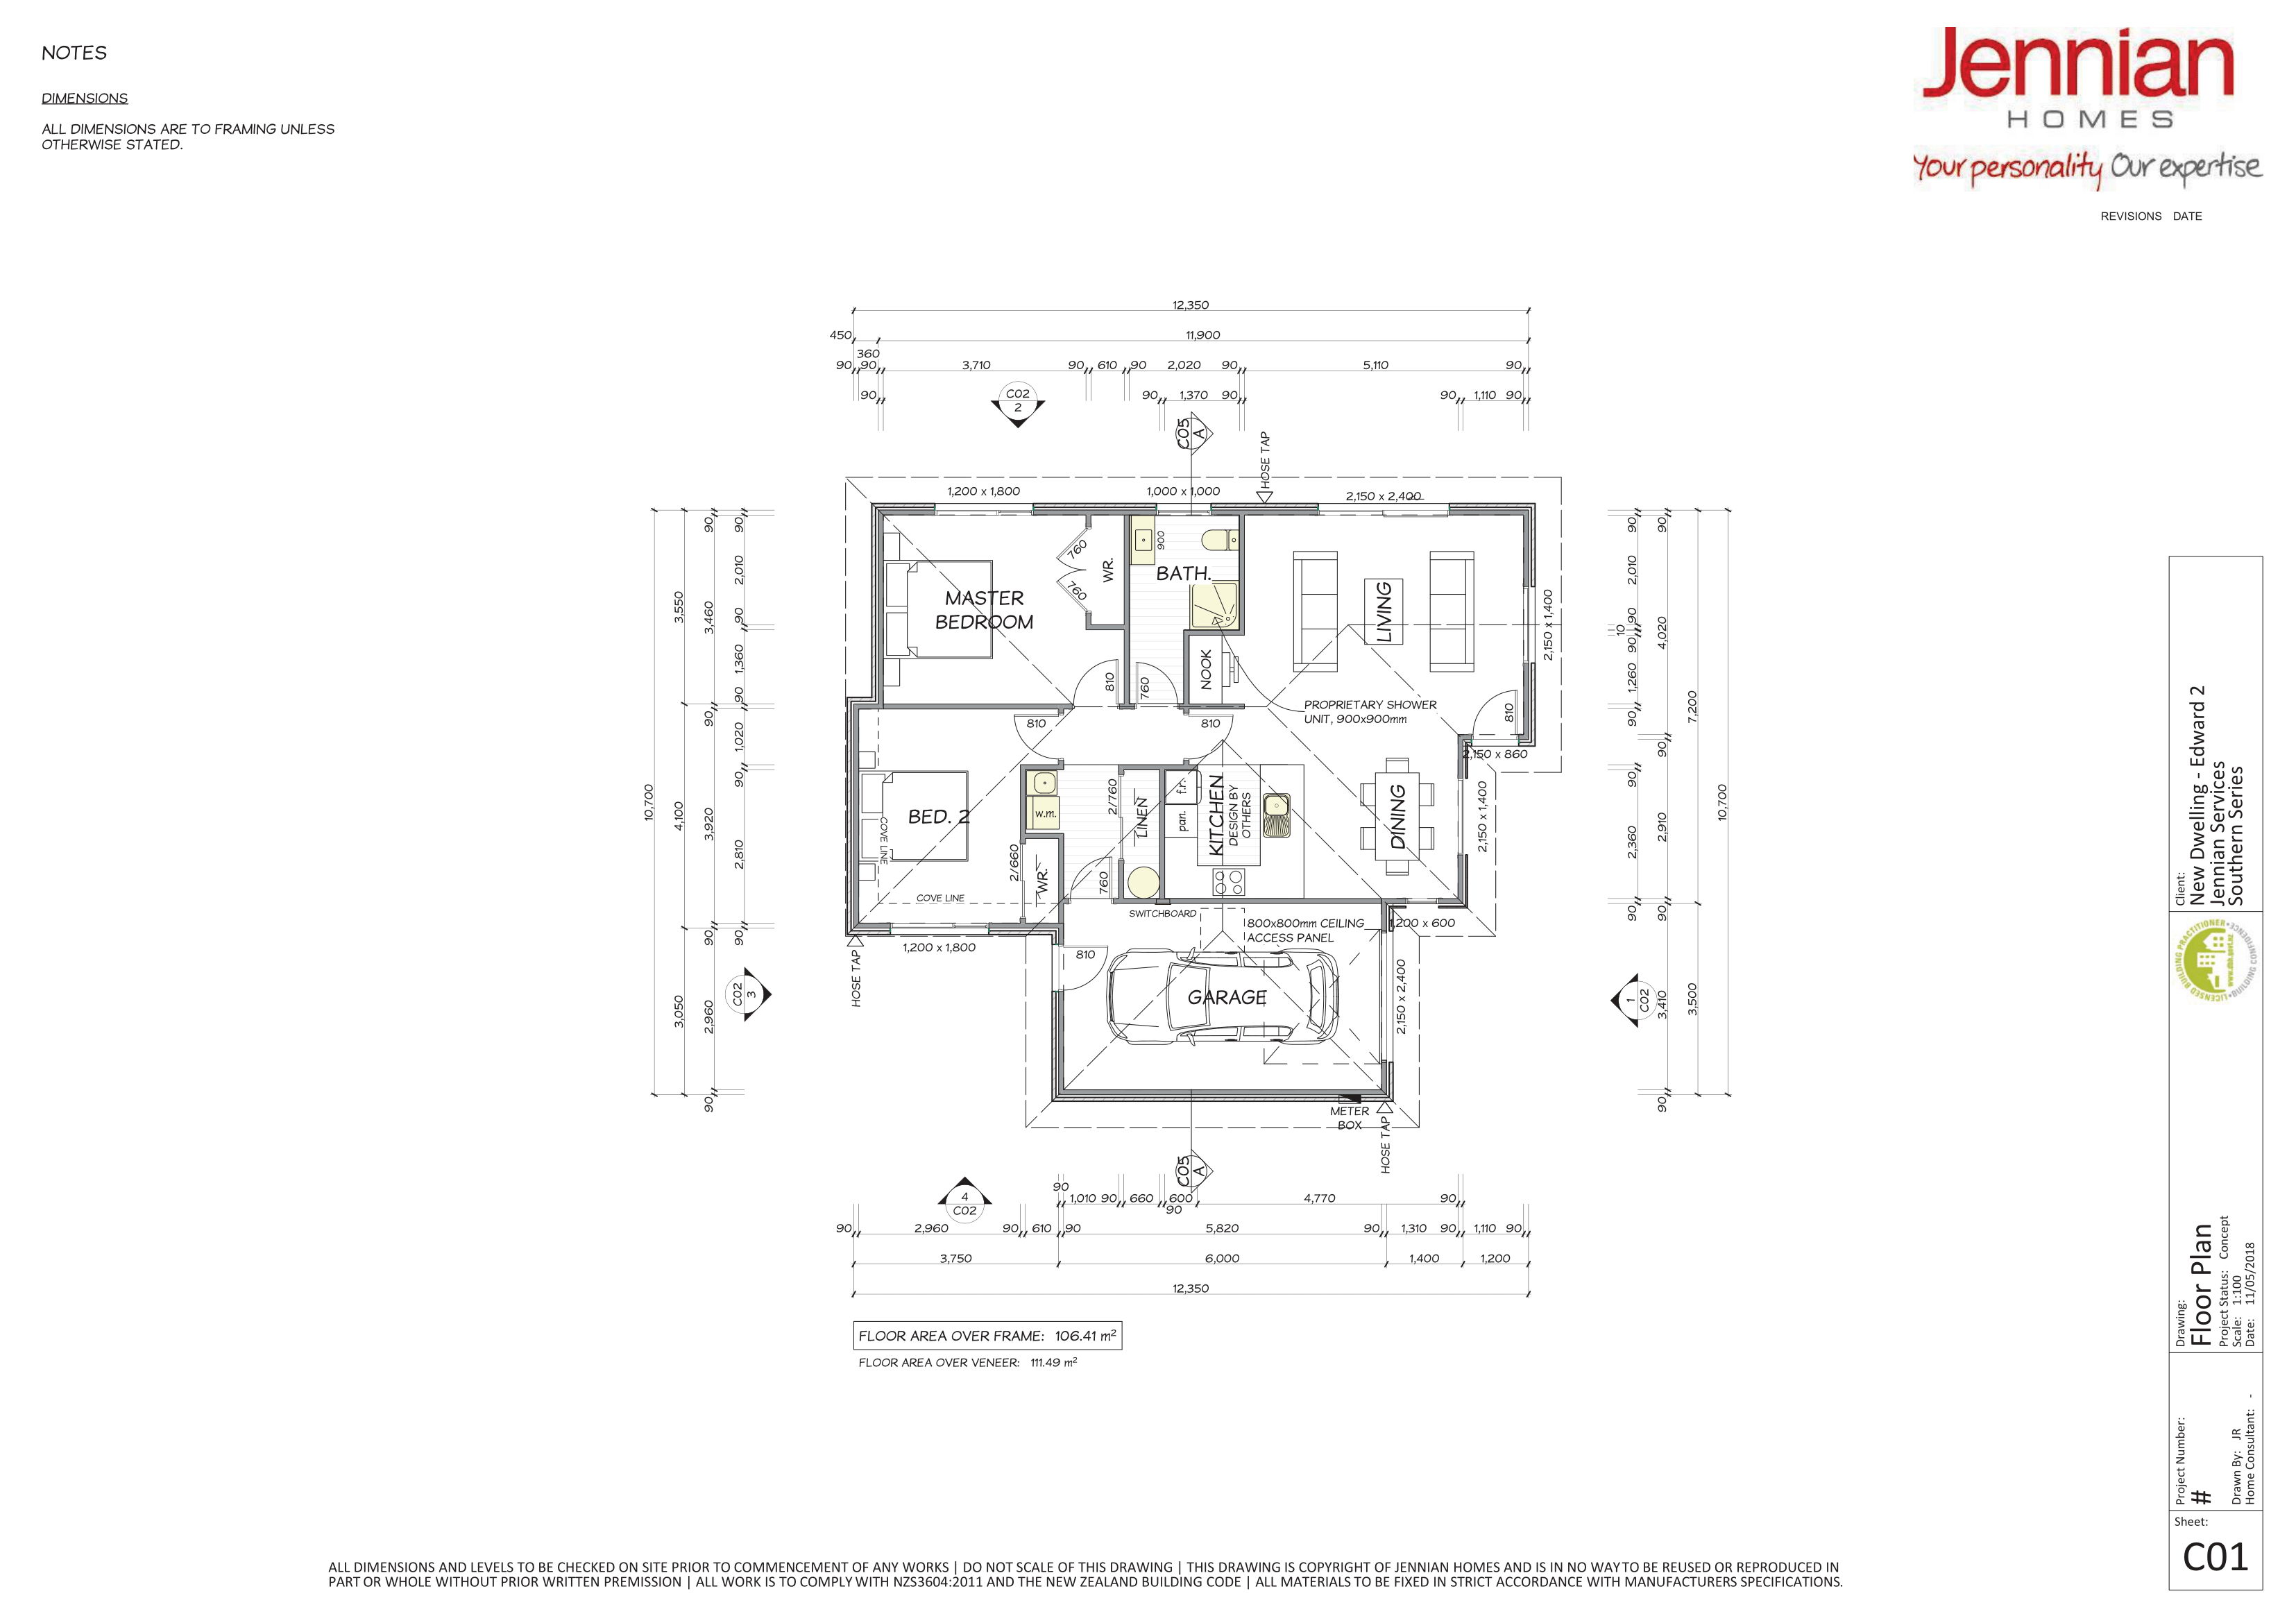 NOTES
DIMENSIONS
ALL DIMENSIONS ARE TO FRAMING UNLESS
OTHERWISE STATED.
Jennian
HOMES
Your personality Our expertise
REVISIONS DATE
12,350
450 11,900
360
90 90 3,710 90 610 90 2,020 90 5,110 90
90 90 1,370 90 90 1,110 90
C02
2
C05
A
HOSE TAP
1,200 x 1,800
1,000 x 1,000
2,150 x 2,400
10,700
3,550
4,100
3,050
90
3,460
90
3,920
90
2,960
90
90
2,010
90
1,360
90
1,020
90
2,810
90
760
760
WR.
900
BATH.
MASTER
BEDROOM
LIVING
2,150 x 1,400
NOOK
810
760
PROPRIETARY SHOWER
UNIT, 900x900mm
810
810
810
2,150 x 860
BED. 2
COVE LINE
COVE LINE
w.m.
2/760
LINEN
f.r.
pan.
KITCHEN
DESIGN BY
OTHERS
DINING
2,150 x 1,400
2/660
WR.
760
SWITCHBOARD
800x800mm CEILING
ACCESS PANEL
1,200 x 600
1,200 x 1,800
HOSE TAP
810
GARAGE
2,150 x 2,400
C02
3
METER
BOX
HOSE TAP
90
2,010
90
10
90
1,260
90
90
2,360
90
90
4,020
90
2,910
90
3,410
90
7,200
3,500
10,700
1
C02
C05
A
4
C02
90
1,010 90 660 600 4,770 90
90
90 2,960 90 610 90 5,820 90 1,310 90 1,110 90
3,750 6,000 1,400 1,200
12,350
FLOOR AREA OVER FRAME: 106.41 m²
FLOOR AREA OVER VENEER: 111.49 m²
Client:
New Dwelling - Edward 2
Jennian Services
Southern Series
LICENSED BUILDING PRACTITIONER
BUILDING CONFIDENCE
www.dbh.govt.nz
Drawing:
Floor Plan
Project Status: Concept
Scale: 1:100
Date: 11/05/2018
Project Number:
#
Drawn By: JR
Home Consultant: -
Sheet:
C01
ALL DIMENSIONS AND LEVELS TO BE CHECKED ON SITE PRIOR TO COMMENCEMENT OF ANY WORKS | DO NOT SCALE OF THIS DRAWING | THIS DRAWING IS COPYRIGHT OF JENNIAN HOMES AND IS IN NO WAY TO BE REUSED OR REPRODUCED IN
PART OR WHOLE WITHOUT PRIOR WRITTEN PREMISSION | ALL WORK IS TO COMPLY WITH NZS3604:2011 AND THE NEW ZEALAND BUILDING CODE | ALL MATERIALS TO BE FIXED IN STRICT ACCORDANCE WITH MANUFACTURERS SPECIFICATIONS.